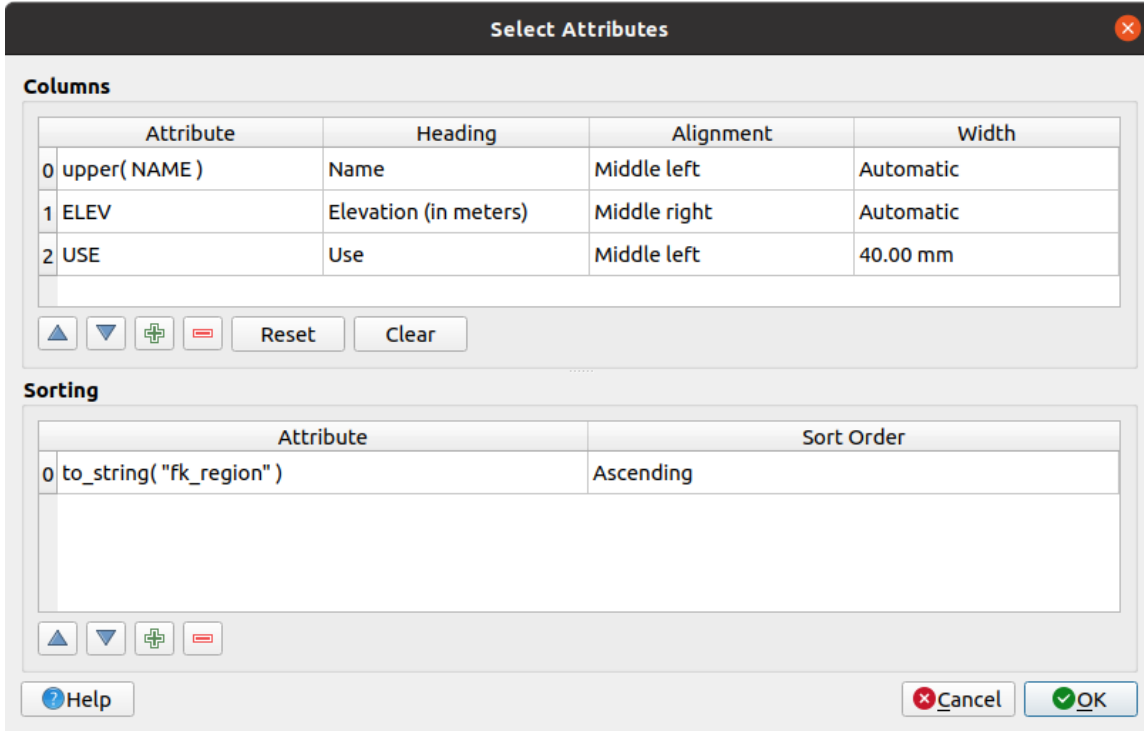 Select Attributes
Columns
Attribute Heading Alignment Width
0 upper( NAME ) Name Middle left Automatic
1 ELEV Elevation (in meters) Middle right Automatic
2 USE Use Middle left 40.00 mm
Reset Clear
Sorting
Attribute Sort Order
0 to_string( "fk_region" ) Ascending
Help Cancel OK